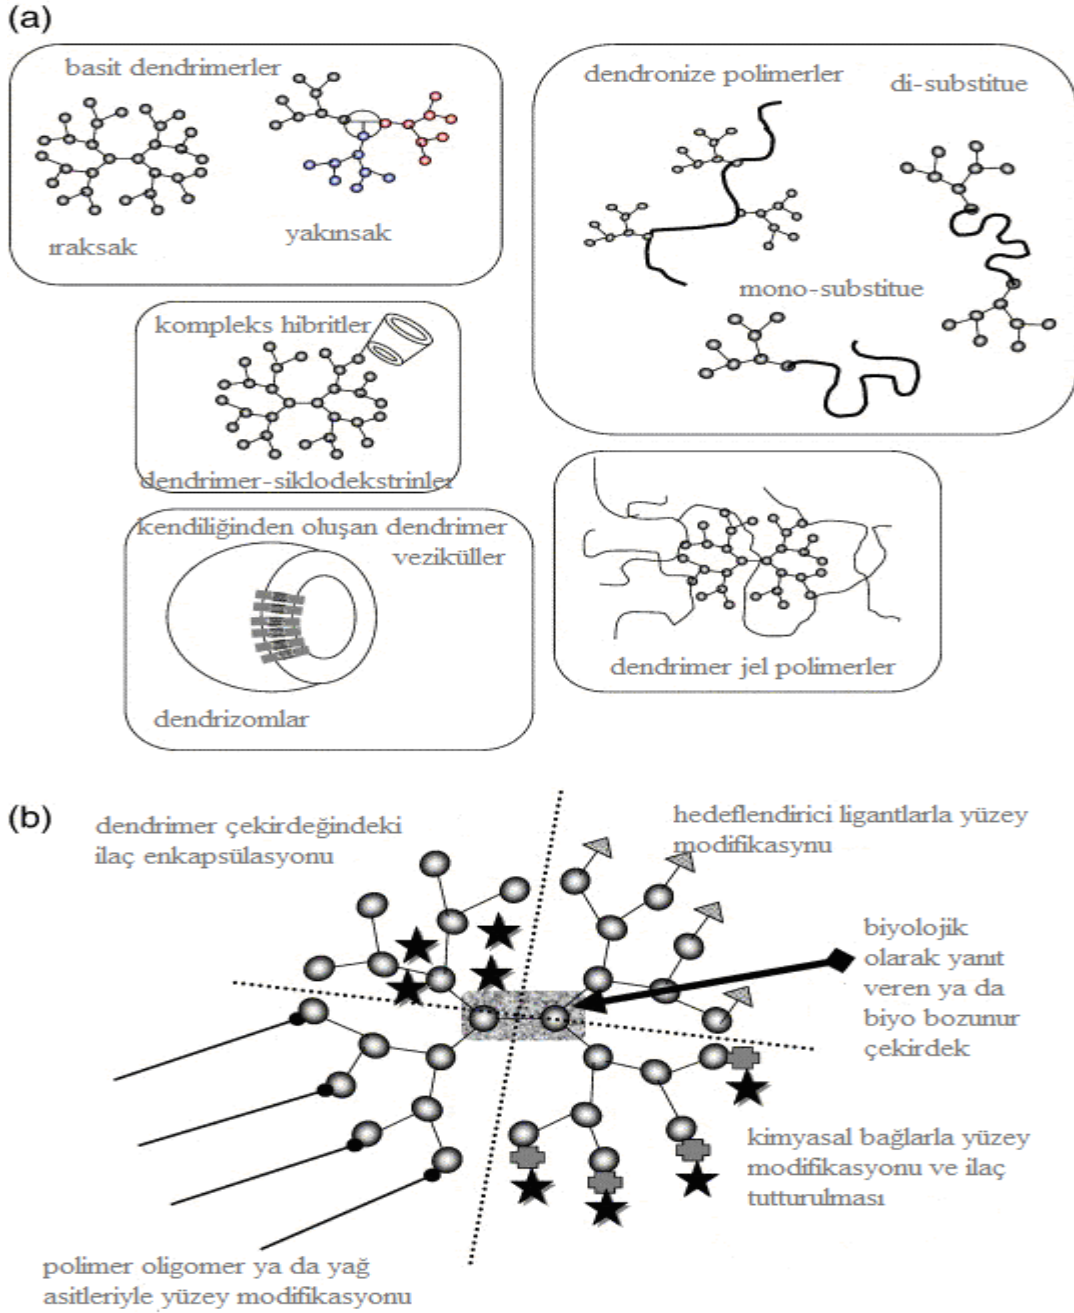 (a)
basit dendrimerler
ıraksak
yakınsak
dendronize polimerler
di-substitue
mono-substitue
kompleks hibritler
dendrimer-siklodekstrinler
kendiliğinden oluşan dendrimer
veziküller
dendrizomlar
dendrimer jel polimerler
(b)
dendrimer çekirdeğindeki
ilaç enkapsülasyonu
hedeflendirici ligantlarla yüzey
modifikasynu
biyolojik
olarak yanıt
veren ya da
biyo bozunur
çekirdek
kimyasal bağlarla yüzey
modifikasyonu ve ilaç
tutturulması
polimer oligomer ya da yağ
asitleriyle yüzey modifikasyonu